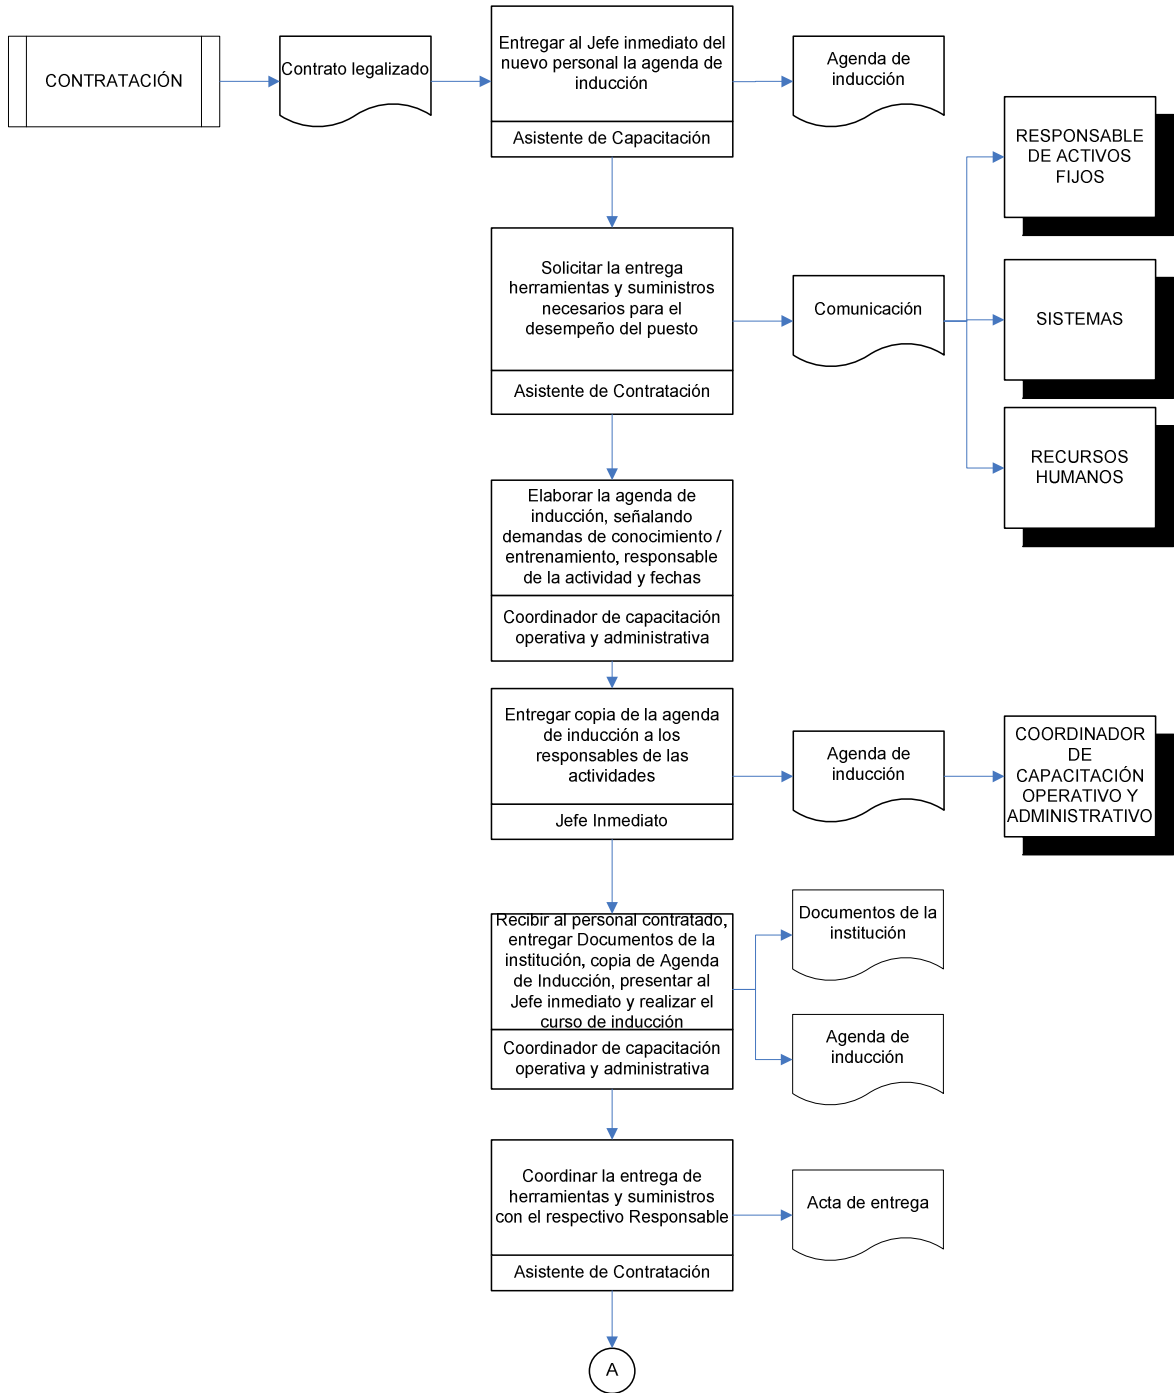 CONTRATACIÓN
Contrato legalizado
Entregar al Jefe inmediato del
nuevo personal la agenda de
inducción
Asistente de Capacitación
Agenda de
inducción
Solicitar la entrega
herramientas y suministros
necesarios para el
desempeño del puesto
Asistente de Contratación
Comunicación
RESPONSABLE
DE ACTIVOS
FIJOS
SISTEMAS
RECURSOS
HUMANOS
Elaborar la agenda de
inducción, señalando
demandas de conocimiento /
entrenamiento, responsable
de la actividad y fechas
Coordinador de capacitación
operativa y administrativa
Entregar copia de la agenda
de inducción a los
responsables de las
actividades
Jefe Inmediato
Agenda de
inducción
COORDINADOR
DE
CAPACITACIÓN
OPERATIVO Y
ADMINISTRATIVO
Recibir al personal contratado,
entregar Documentos de la
institución, copia de Agenda
de Inducción, presentar al
Jefe inmediato y realizar el
curso de inducción
Coordinador de capacitación
operativa y administrativa
Documentos de la
institución
Agenda de
inducción
Coordinar la entrega de
herramientas y suministros
con el respectivo Responsable
Asistente de Contratación
Acta de entrega
A